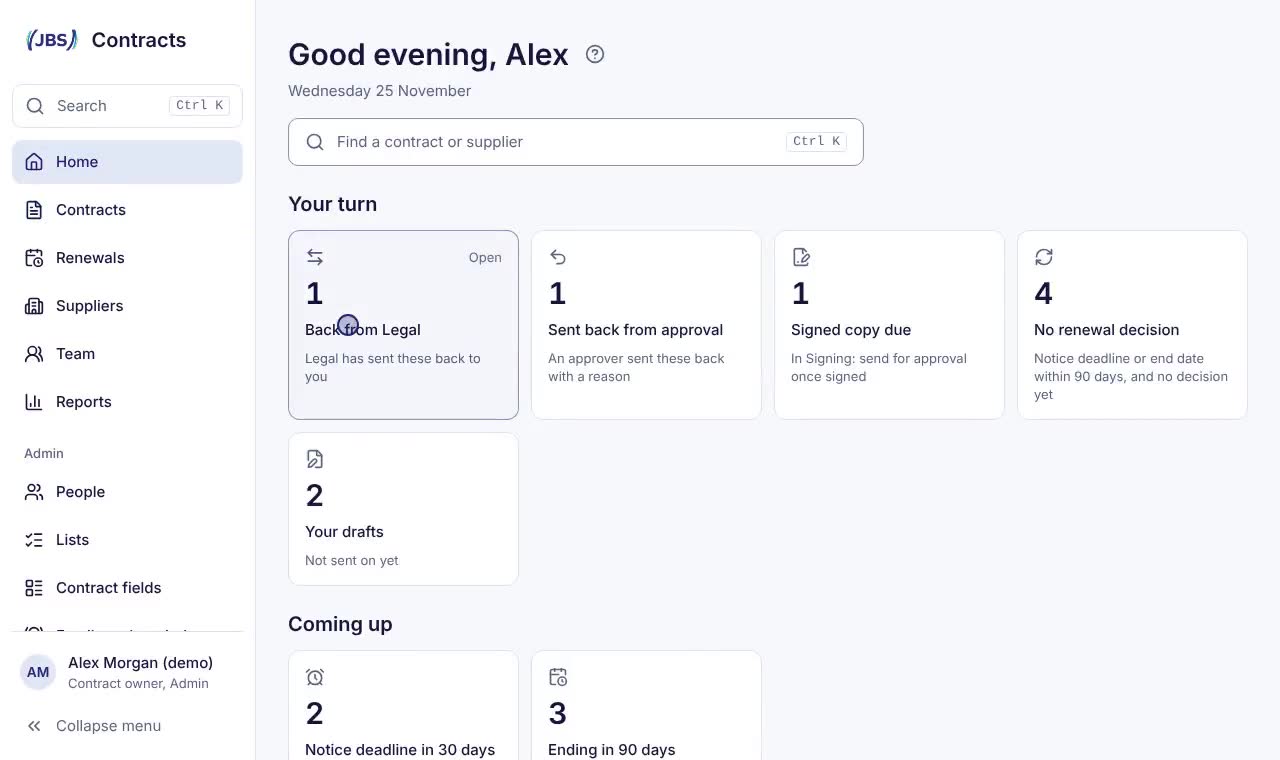 (JBS) Contracts
Search Ctrl K
Home
Contracts
Renewals
Suppliers
Team
Reports
Admin
People
Lists
Contract fields
AM Alex Morgan (demo)
Contract owner, Admin
Collapse menu
Good evening, Alex
Wednesday 25 November
Find a contract or supplier Ctrl K
Your turn
Open
1
Back from Legal
Legal has sent these back to
you
1
Sent back from approval
An approver sent these back
with a reason
1
Signed copy due
In Signing: send for approval
once signed
4
No renewal decision
Notice deadline or end date
within 90 days, and no decision
yet
2
Your drafts
Not sent on yet
Coming up
2
Notice deadline in 30 days
3
Ending in 90 days